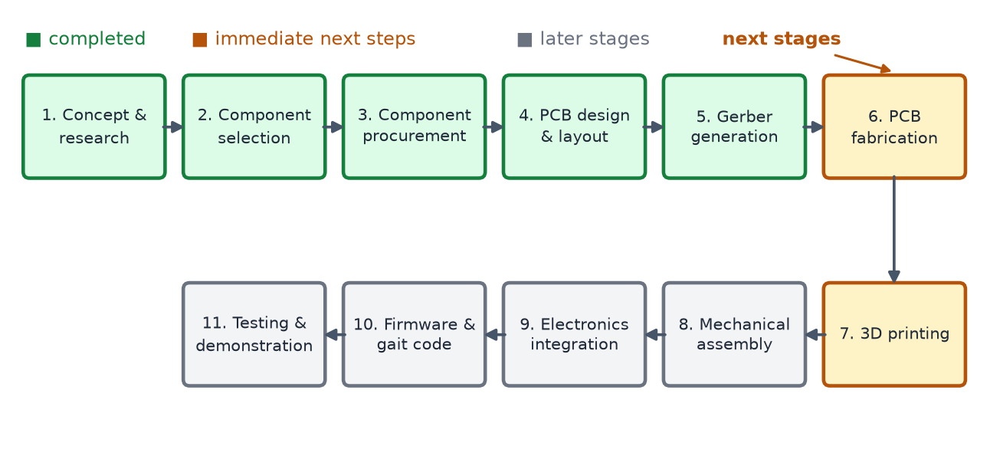 ■ completed
■ immediate next steps
■ later stages
next stages
1. Concept &
research
2. Component
selection
3. Component
procurement
4. PCB design
& layout
5. Gerber
generation
6. PCB
fabrication
7. 3D printing
8. Mechanical
assembly
9. Electronics
integration
10. Firmware &
gait code
11. Testing &
demonstration